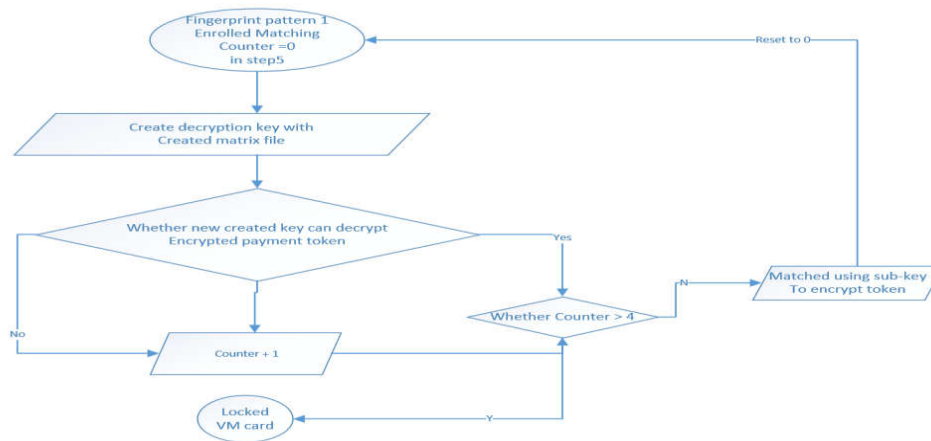 Fingerprint pattern 1
Enrolled Matching
Counter =0
in step5
Reset to 0
Create decryption key with
Created matrix file
Whether new created key can decrypt
Encrypted payment token
Yes
Matched using sub-key
To encrypt token
N
Whether Counter > 4
No
Counter + 1
Locked
VM card
Y